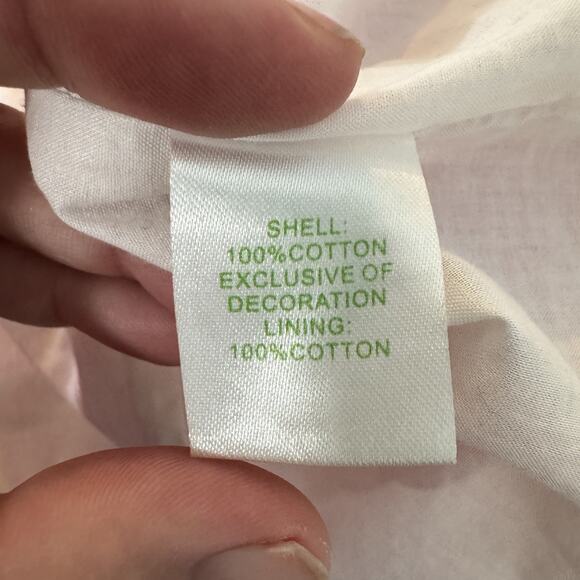 SHELL:
100%COTTON
EXCLUSIVE OF
DECORATION
LINING:
100%COTTON